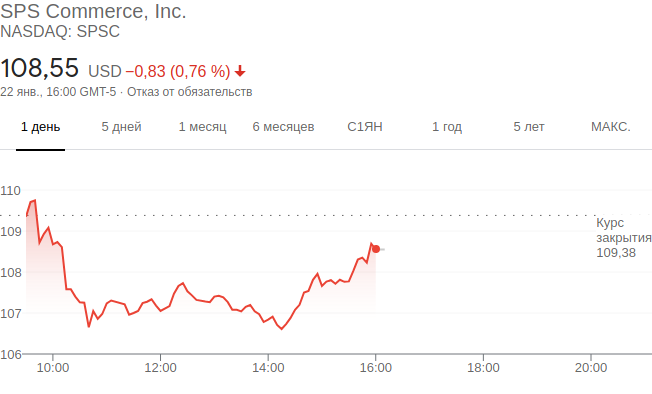 SPS Commerce, Inc.
NASDAQ: SPSC
108,55 USD −0,83 (0,76 %)
22 янв., 16:00 GMT-5 · Отказ от обязательств
1 день 5 дней 1 месяц 6 месяцев С1ЯН 1 год 5 лет МАКС.
110
109
108
107
106
Курс
закрытия
109,38
10:00 12:00 14:00 16:00 18:00 20:00